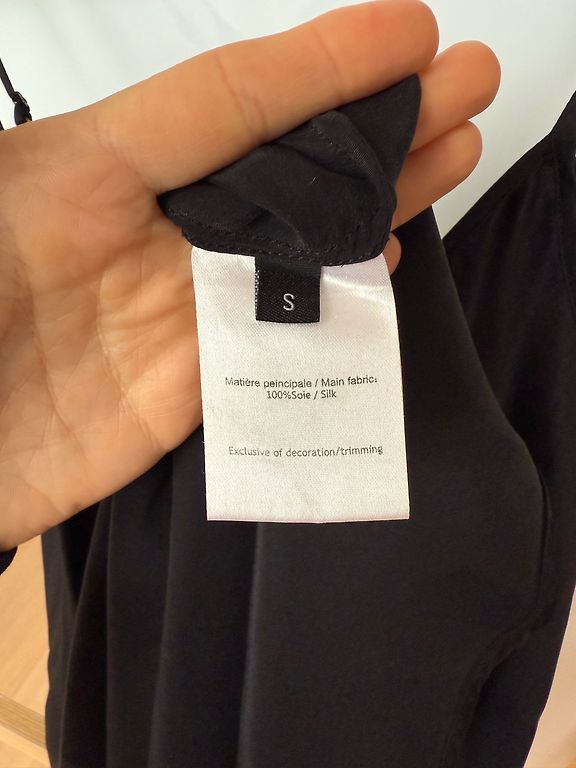 S
Matière peincipale / Main fabric:
100%Soie / Silk
Exclusive of decoration/trimming